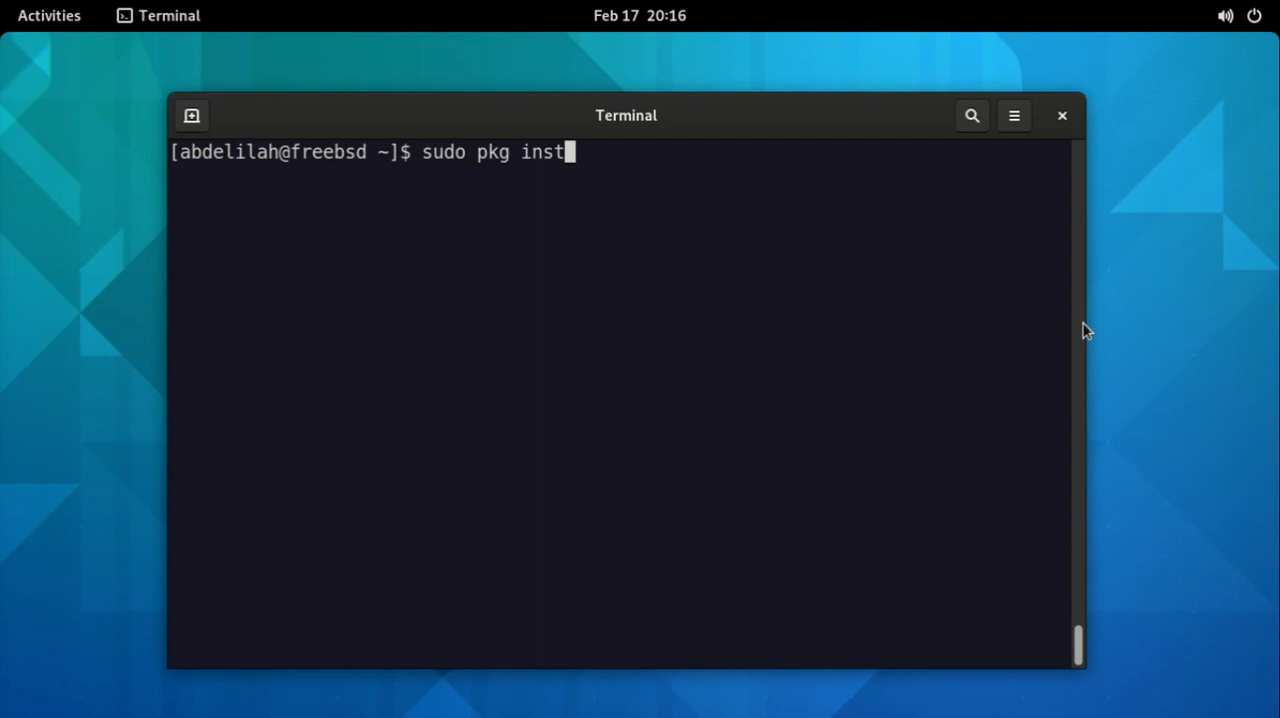 Activities Terminal Feb 17 20:16
Terminal
[abdelilah@freebsd ~]$ sudo pkg inst